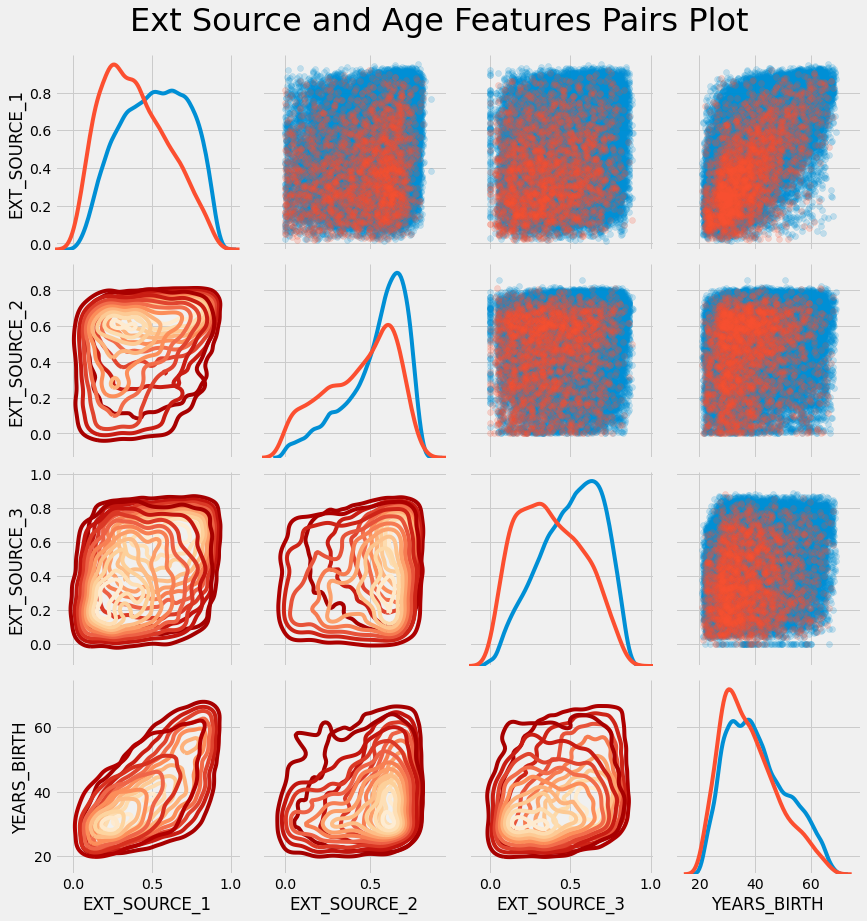 Ext Source and Age Features Pairs Plot
EXT_SOURCE_1
0.8
0.6
0.4
0.2
0.0
EXT_SOURCE_2
0.8
0.6
0.4
0.2
0.0
EXT_SOURCE_3
1.0
0.8
0.6
0.4
0.2
0.0
YEARS_BIRTH
60
40
20
0.0 0.5 1.0 0.0 0.5 0.0 0.5 1.0 20 40 60
EXT_SOURCE_1 EXT_SOURCE_2 EXT_SOURCE_3 YEARS_BIRTH